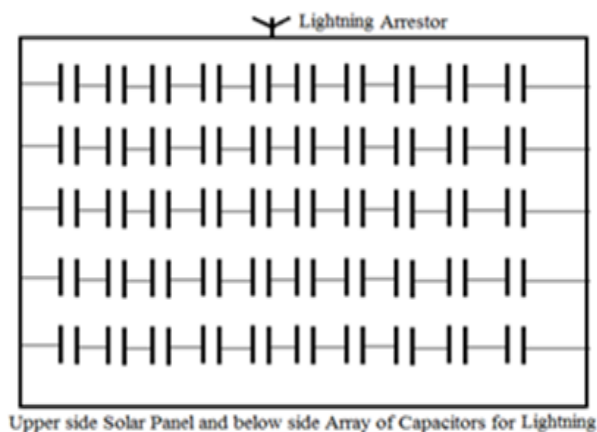 Lightning Arrestor
Upper side Solar Panel and below side Array of Capacitors for Lightning